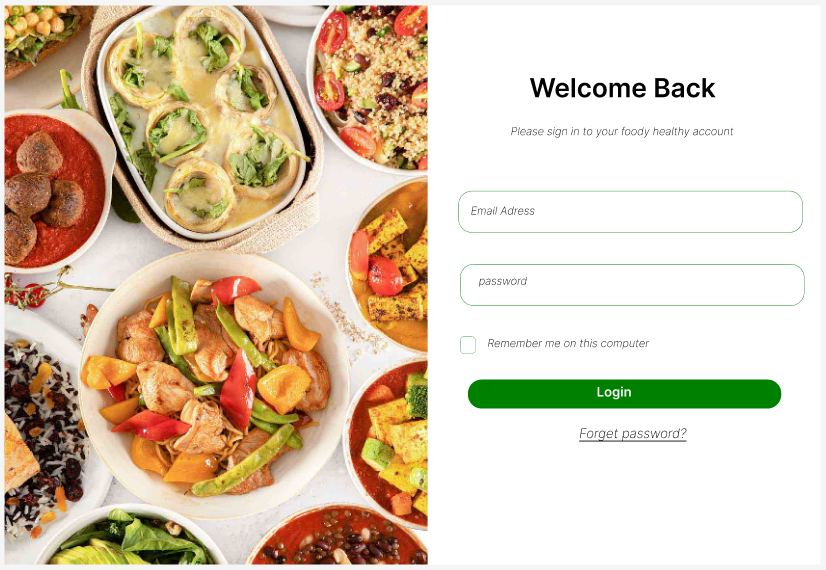 Welcome Back
Please sign in to your foody healthy account
Email Adress
password
Remember me on this computer
Login
Forget password?